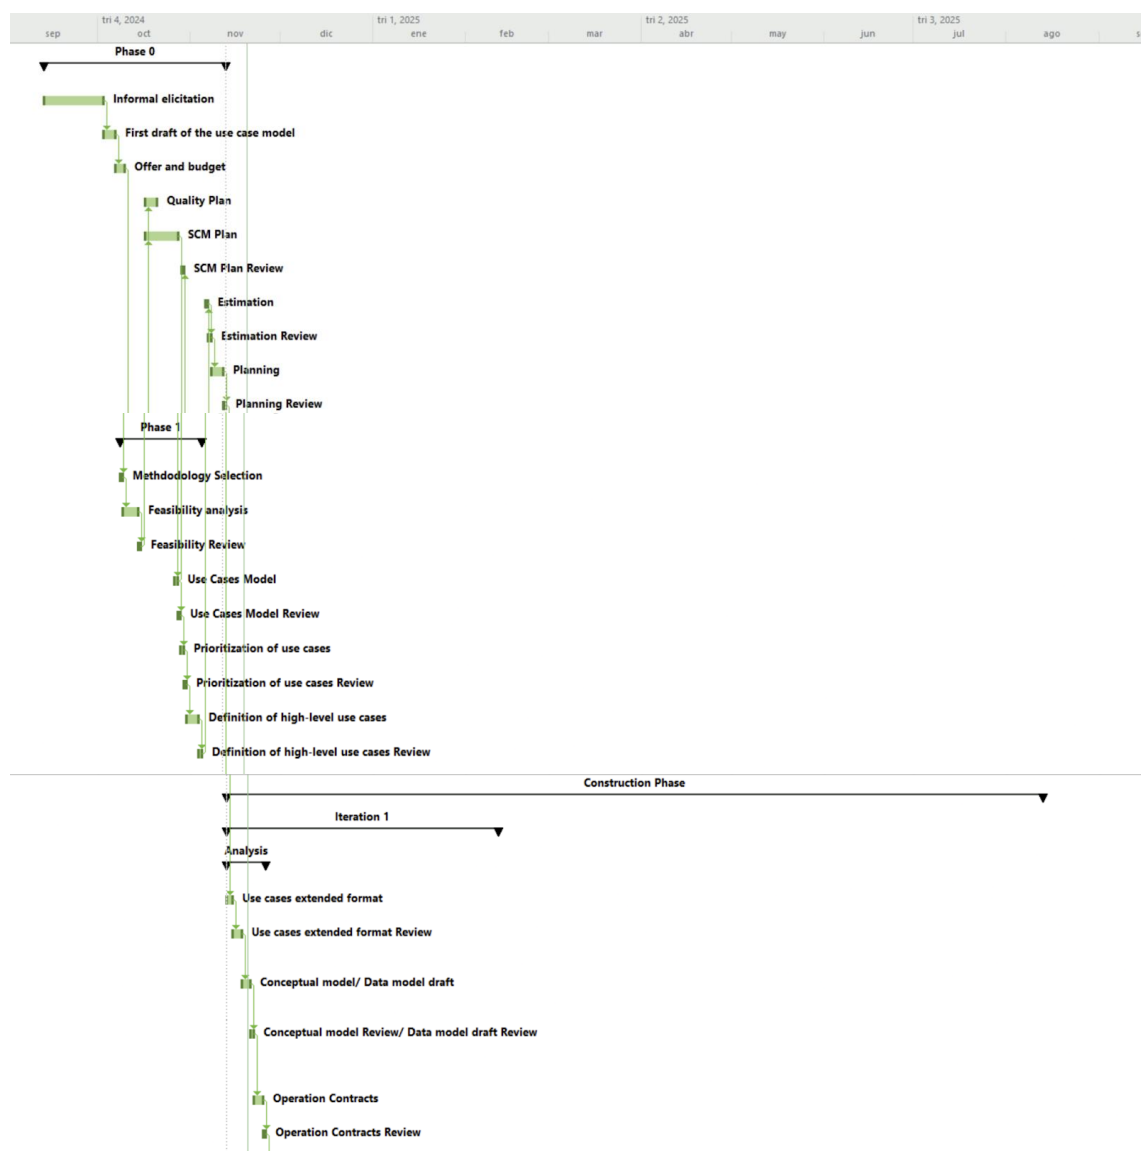 tri 4, 2024 tri 1, 2025 tri 2, 2025 tri 3, 2025
sep oct nov dic ene feb mar abr may jun jul ago s
Phase 0
Informal elicitation
First draft of the use case model
Offer and budget
Quality Plan
SCM Plan
SCM Plan Review
Estimation
Estimation Review
Planning
Planning Review
Phase 1
Methdodology Selection
Feasibility analysis
Feasibility Review
Use Cases Model
Use Cases Model Review
Prioritization of use cases
Prioritization of use cases Review
Definition of high-level use cases
Definition of high-level use cases Review
Construction Phase
Iteration 1
Analysis
Use cases extended format
Use cases extended format Review
Conceptual model/ Data model draft
Conceptual model Review/ Data model draft Review
Operation Contracts
Operation Contracts Review